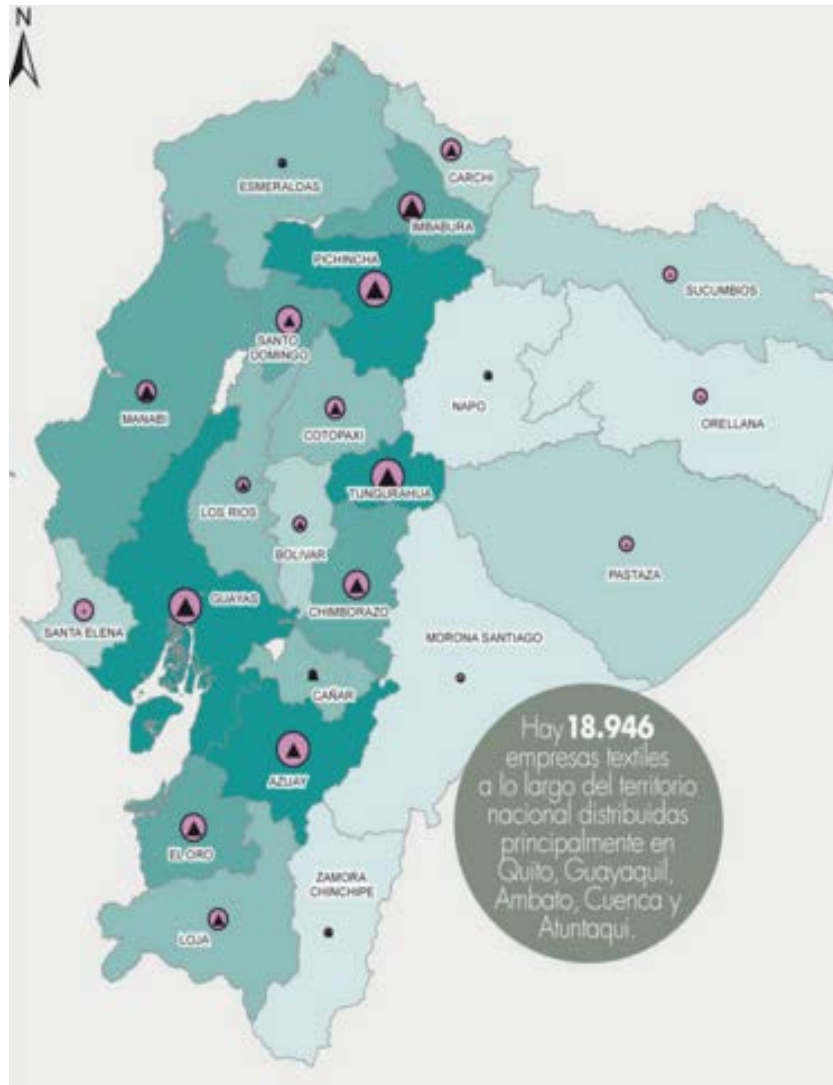 N
ESMERALDAS
CARCHI
IMBABURA
PICHINCHA
SUCUMBIOS
SANTO
DOMINGO
MANABI
COTOPAXI
NAPO
ORELLANA
TUNGURAHUA
LOS RIOS
BOLIVAR
PASTAZA
GUAYAS
CHIMBORAZO
SANTA ELENA
MORONA SANTIAGO
CAÑAR
AZUAY
EL ORO
ZAMORA
CHINCHIPE
LOJA
Hay 18.946
empresas textiles
a lo largo del territorio
nacional distribuidas
principalmente en
Quito, Guayaquil,
Ambato, Cuenca y
Atuntaqui.